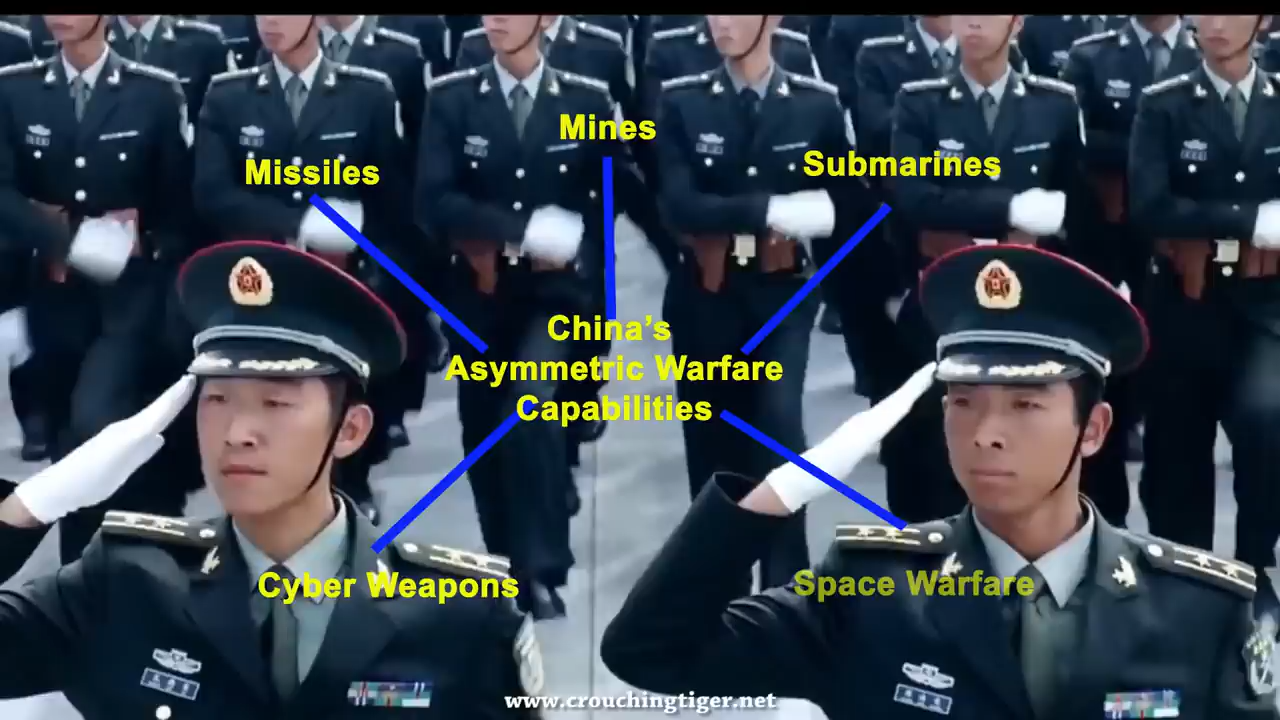 Mines
Missiles
Submarines
China's
Asymmetric Warfare
Capabilities
Cyber Weapons
Space Warfare
www.crouchingtiger.net